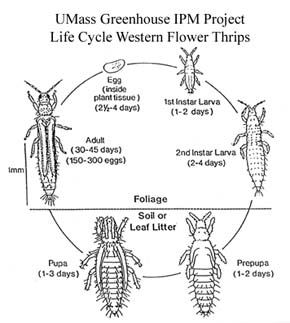 UMass Greenhouse IPM Project
Life Cycle Western Flower Thrips
Egg
(inside
plant tissue)
(2½-4 days)
1st Instar Larva
(1-2 days)
Adult
(30-45 days)
(150-300 eggs)
2nd Instar Larva
(2-4 days)
1mm
Foliage
Soil or
Leaf Litter
Pupa
(1-3 days)
Prepupa
(1-2 days)